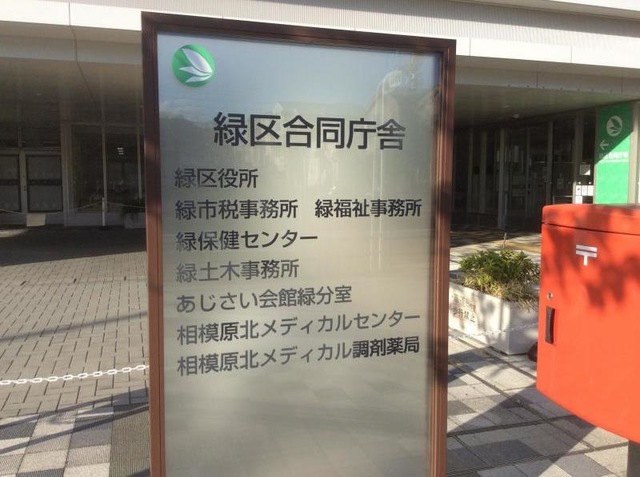 緑区合同庁舎
緑区役所
緑市税事務所 緑福祉事務所
緑保健センター
緑土木事務所
あじさい会館緑分室
相模原北メディカルセンター
相模原北メディカル調剤薬局
〒